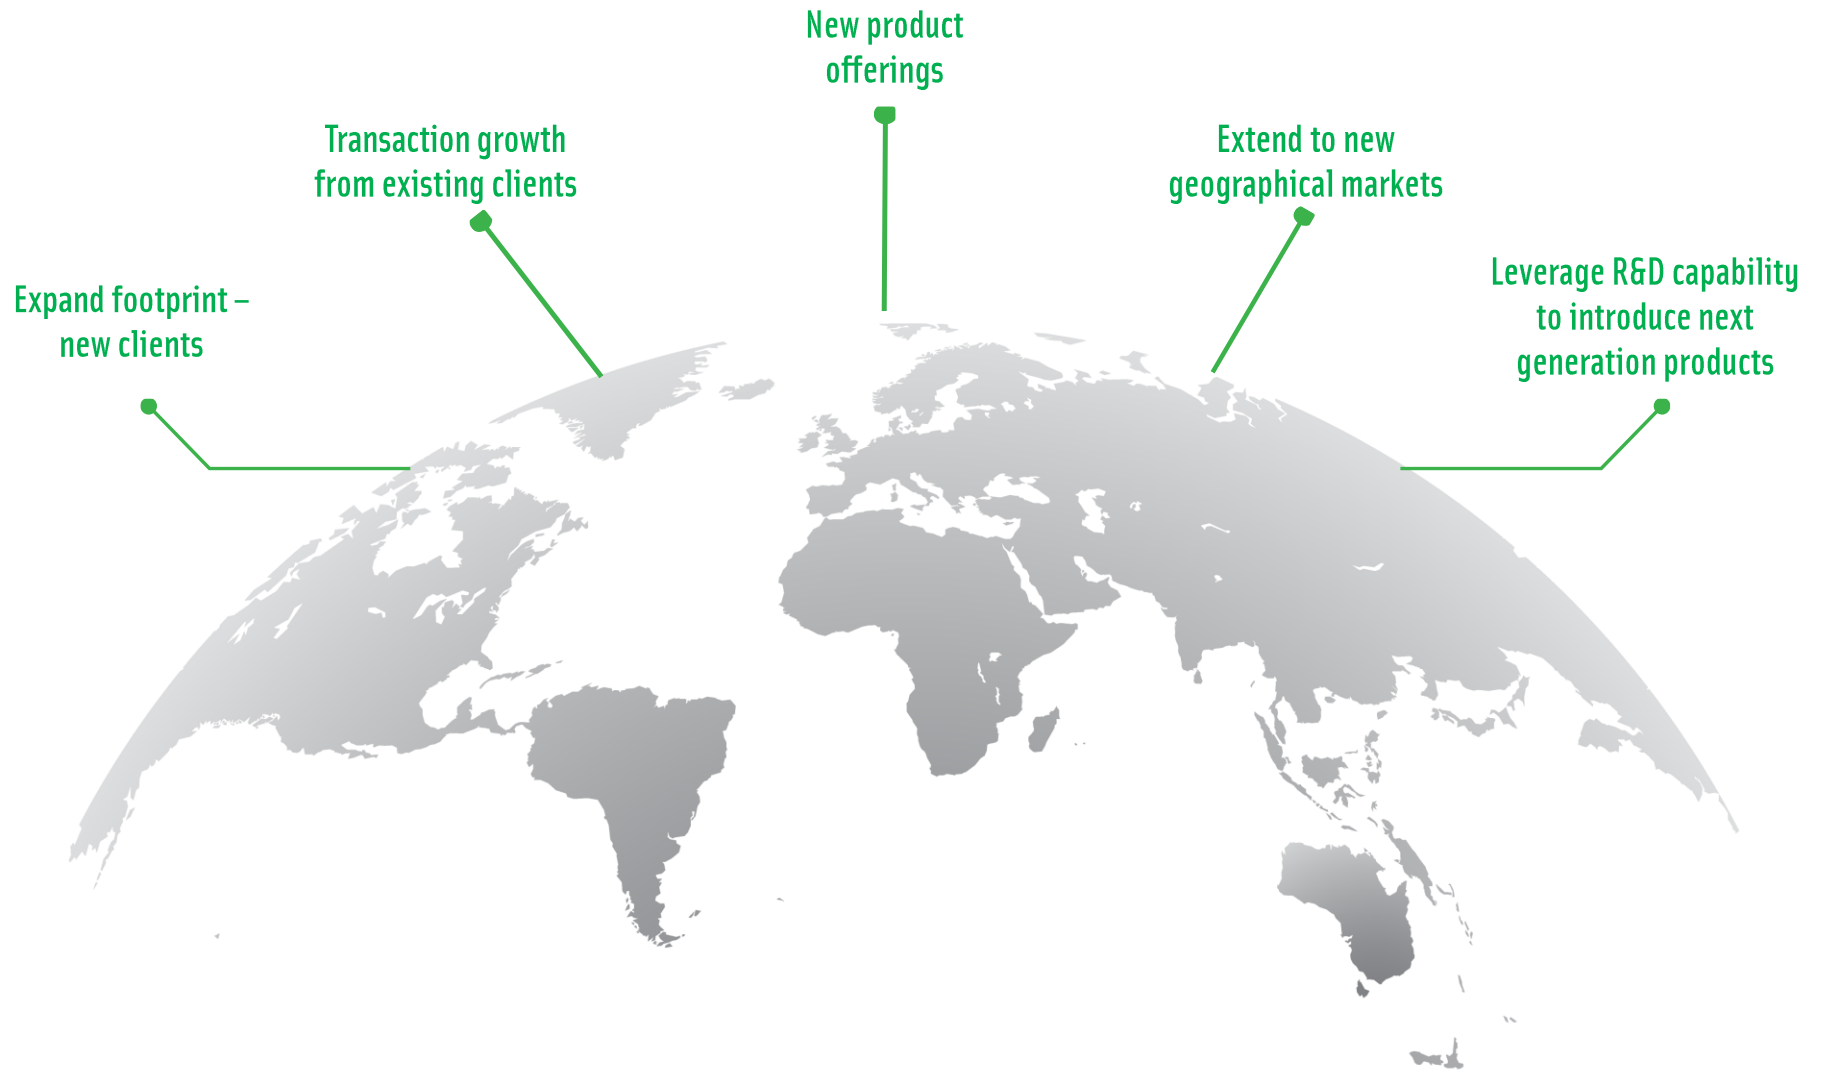 New product
offerings
Transaction growth
from existing clients
Extend to new
geographical markets
Expand footprint –
new clients
Leverage R&D capability
to introduce next
generation products